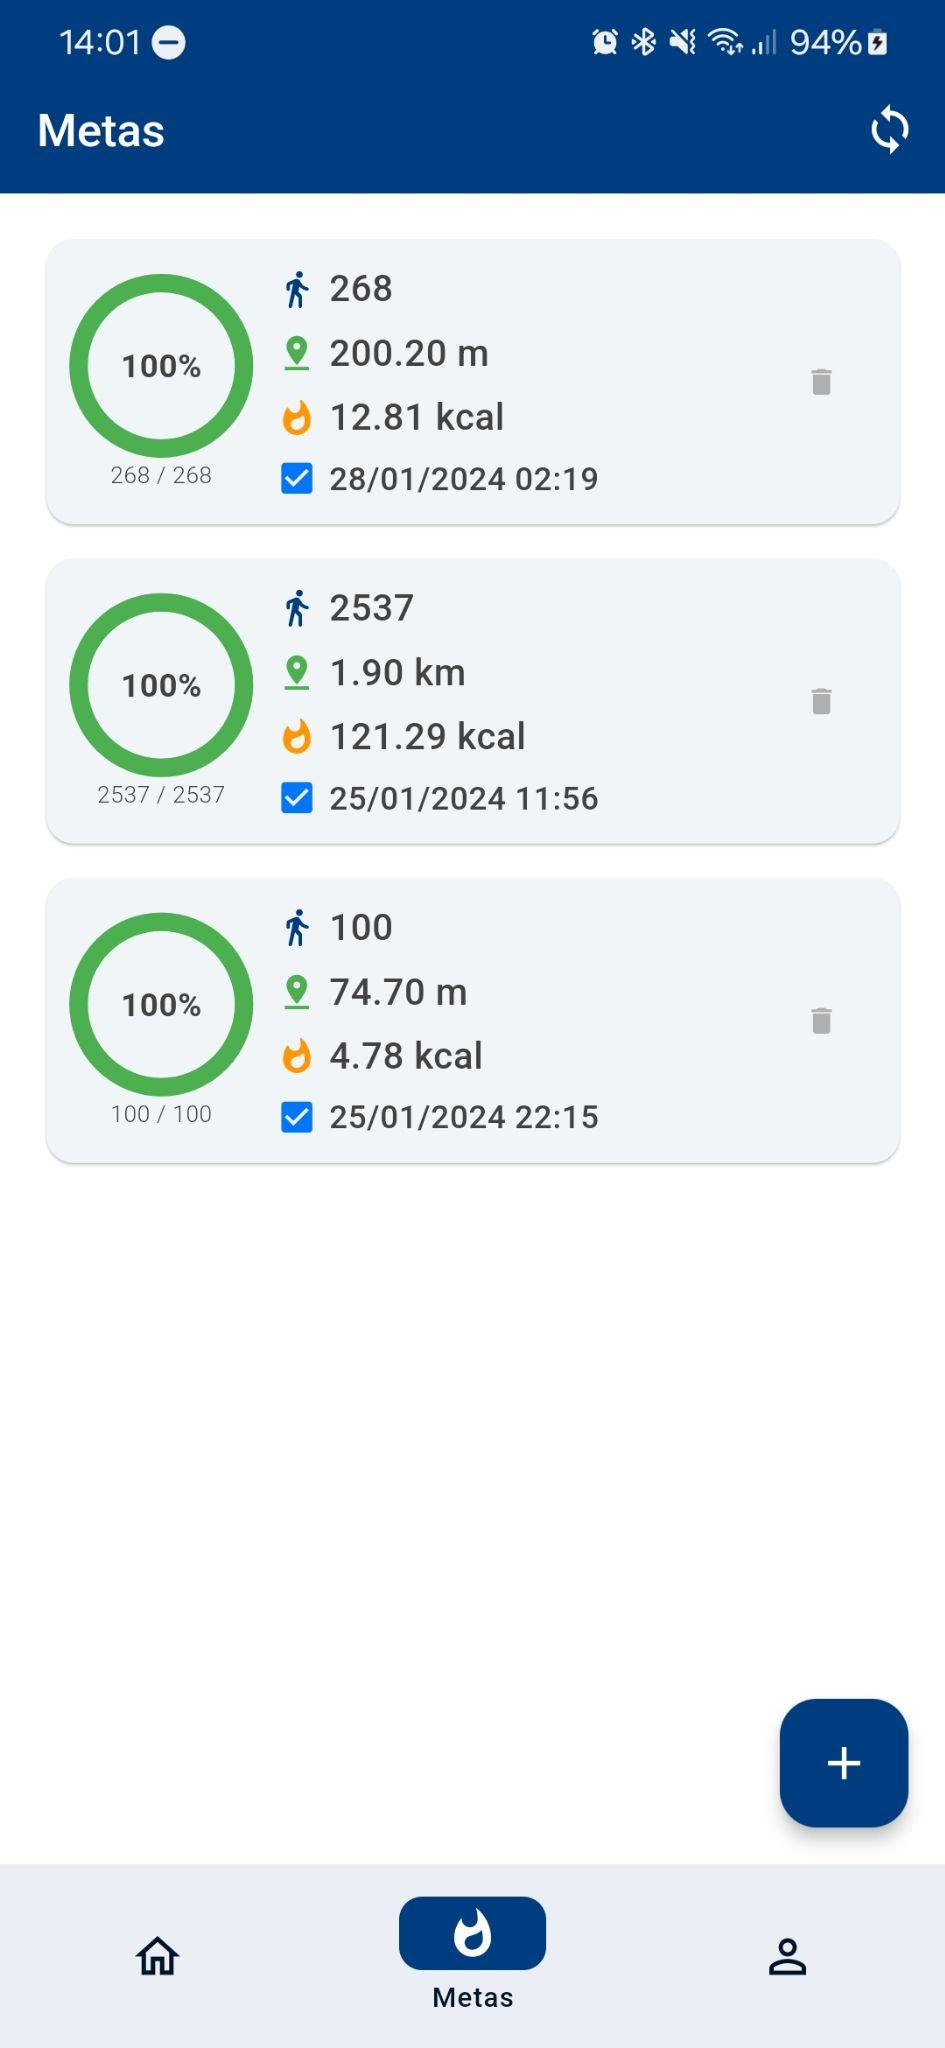 14:01 94%
Metas
268
200.20 m
100%
12.81 kcal
268 / 268
28/01/2024 02:19
2537
1.90 km
100%
121.29 kcal
2537 / 2537
25/01/2024 11:56
100
74.70 m
100%
4.78 kcal
100 / 100
25/01/2024 22:15
Metas